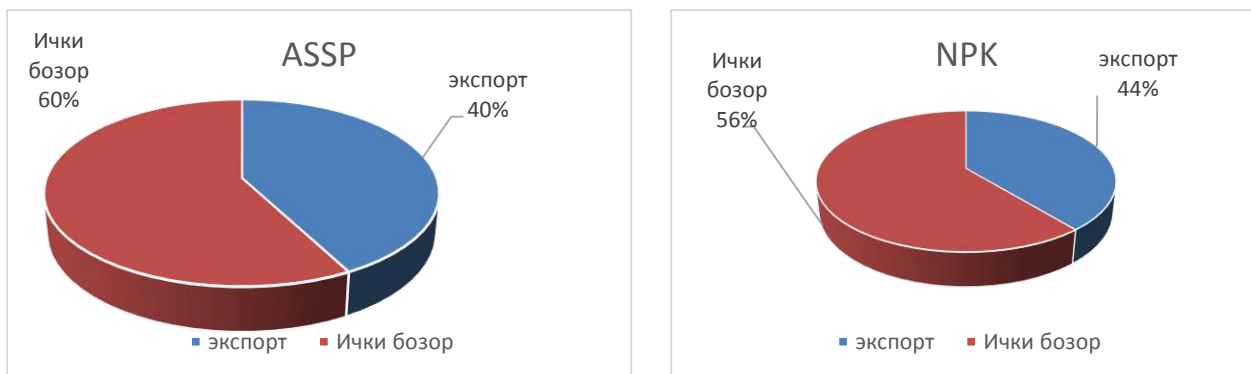 ASSP
Ички
бозор
60%
экспорт
40%
экспорт Ички бозор
NPK
Ички
бозор
56%
экспорт
44%
экспорт Ички бозор